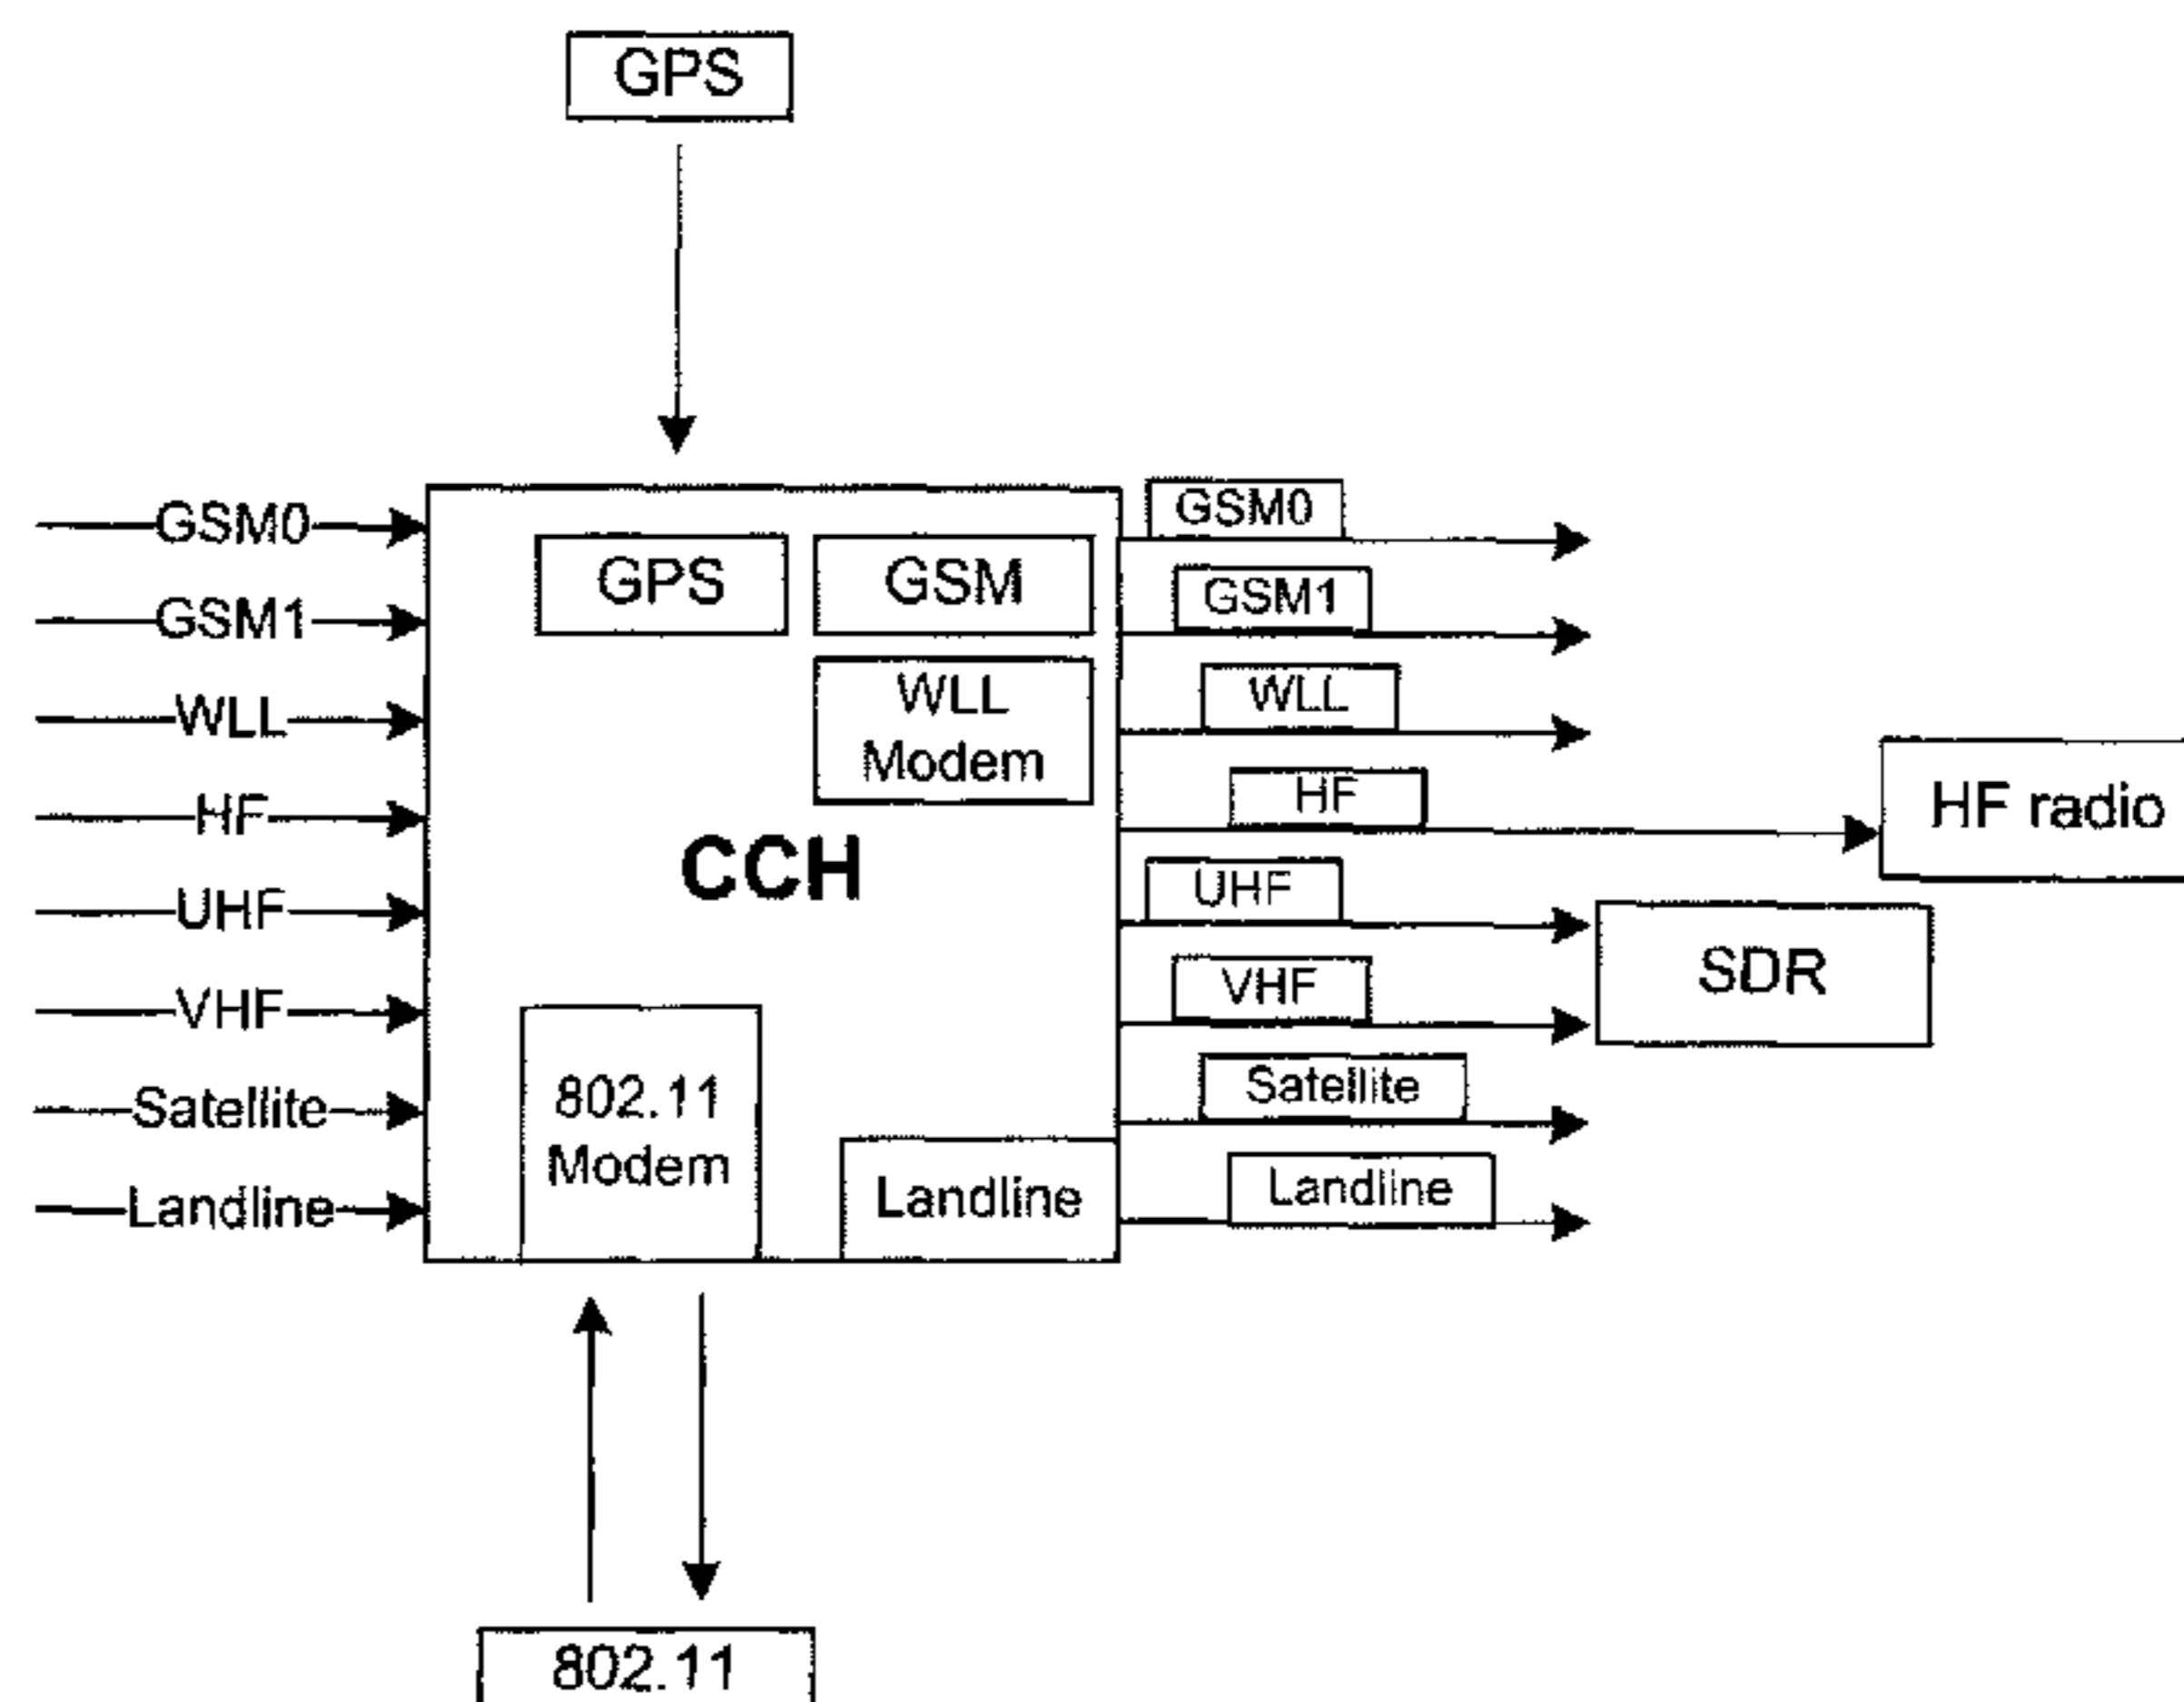 GPS
GSM0
GSM1
WLL
HF
UHF
VHF
Satellite
Landline
GPS
GSM
WLL
Modem
CCH
802.11
Modem
Landline
GSM0
GSM1
WLL
HF
UHF
VHF
Satellite
Landline
HF radio
SDR
802.11